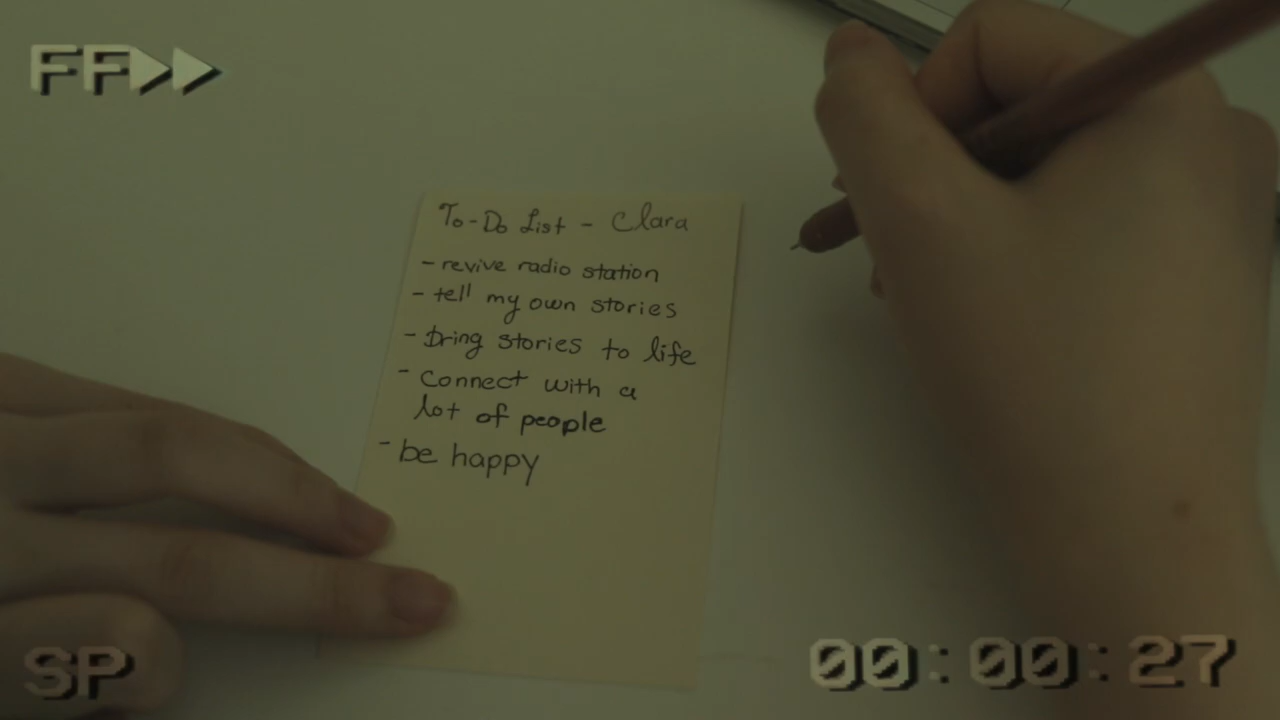 FF
To-Do List - Clara
- revive radio station
- tell my own stories
- bring stories to life
- Connect with a
lot of people
- be happy
SP
00:00:27